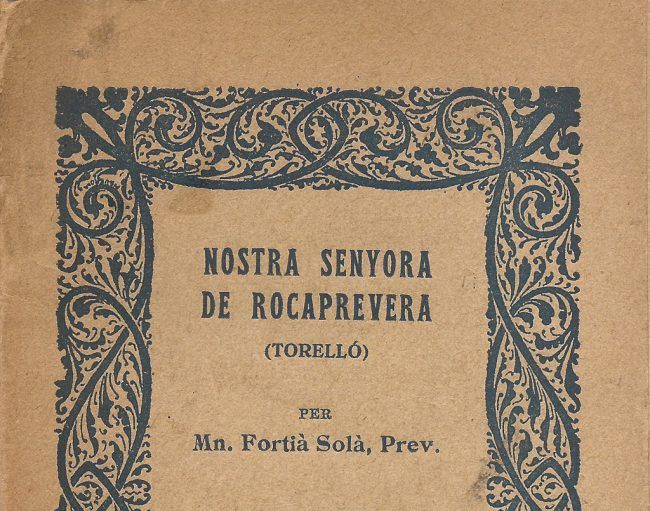 NOSTRA SENYORA
DE ROCAPREVERA
(TORELLÓ)
PER
Mn. Fortià Solà, Prev.